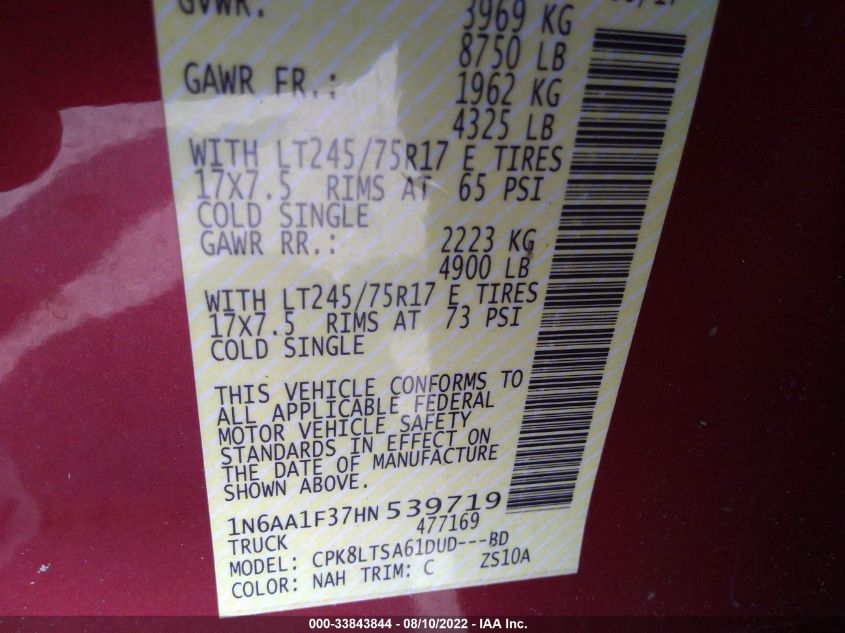 GVWR: 3969 KG
8750 LB
GAWR FR.: 1962 KG
4325 LB
WITH LT245/75R17 E TIRES
17X7.5 RIMS AT 65 PSI
COLD SINGLE
GAWR RR.: 2223 KG
4900 LB
WITH LT245/75R17 E TIRES
17X7.5 RIMS AT 73 PSI
COLD SINGLE
THIS VEHICLE CONFORMS TO
ALL APPLICABLE FEDERAL
MOTOR VEHICLE SAFETY
STANDARDS IN EFFECT ON
THE DATE OF MANUFACTURE
SHOWN ABOVE.
1N6AA1F37HN 539719
TRUCK 477169
MODEL: CPK8LTSA61DUD---BD
COLOR: NAH TRIM: C ZS10A
000-33843844 - 08/10/2022 - IAA Inc.